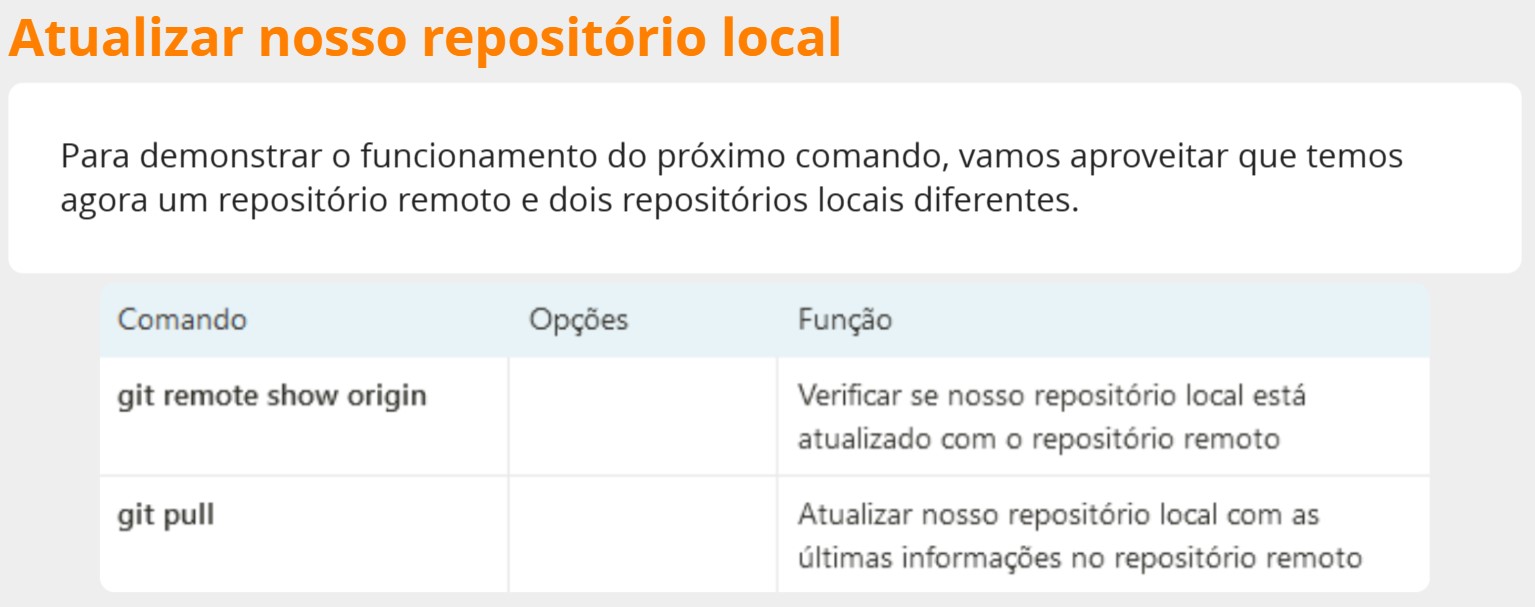 Atualizar nosso repositório local
Para demonstrar o funcionamento do próximo comando, vamos aproveitar que temos
agora um repositório remoto e dois repositórios locais diferentes.
Comando Opções Função
git remote show origin
Verificar se nosso repositório local está
atualizado com o repositório remoto
git pull
Atualizar nosso repositório local com as
últimas informações no repositório remoto